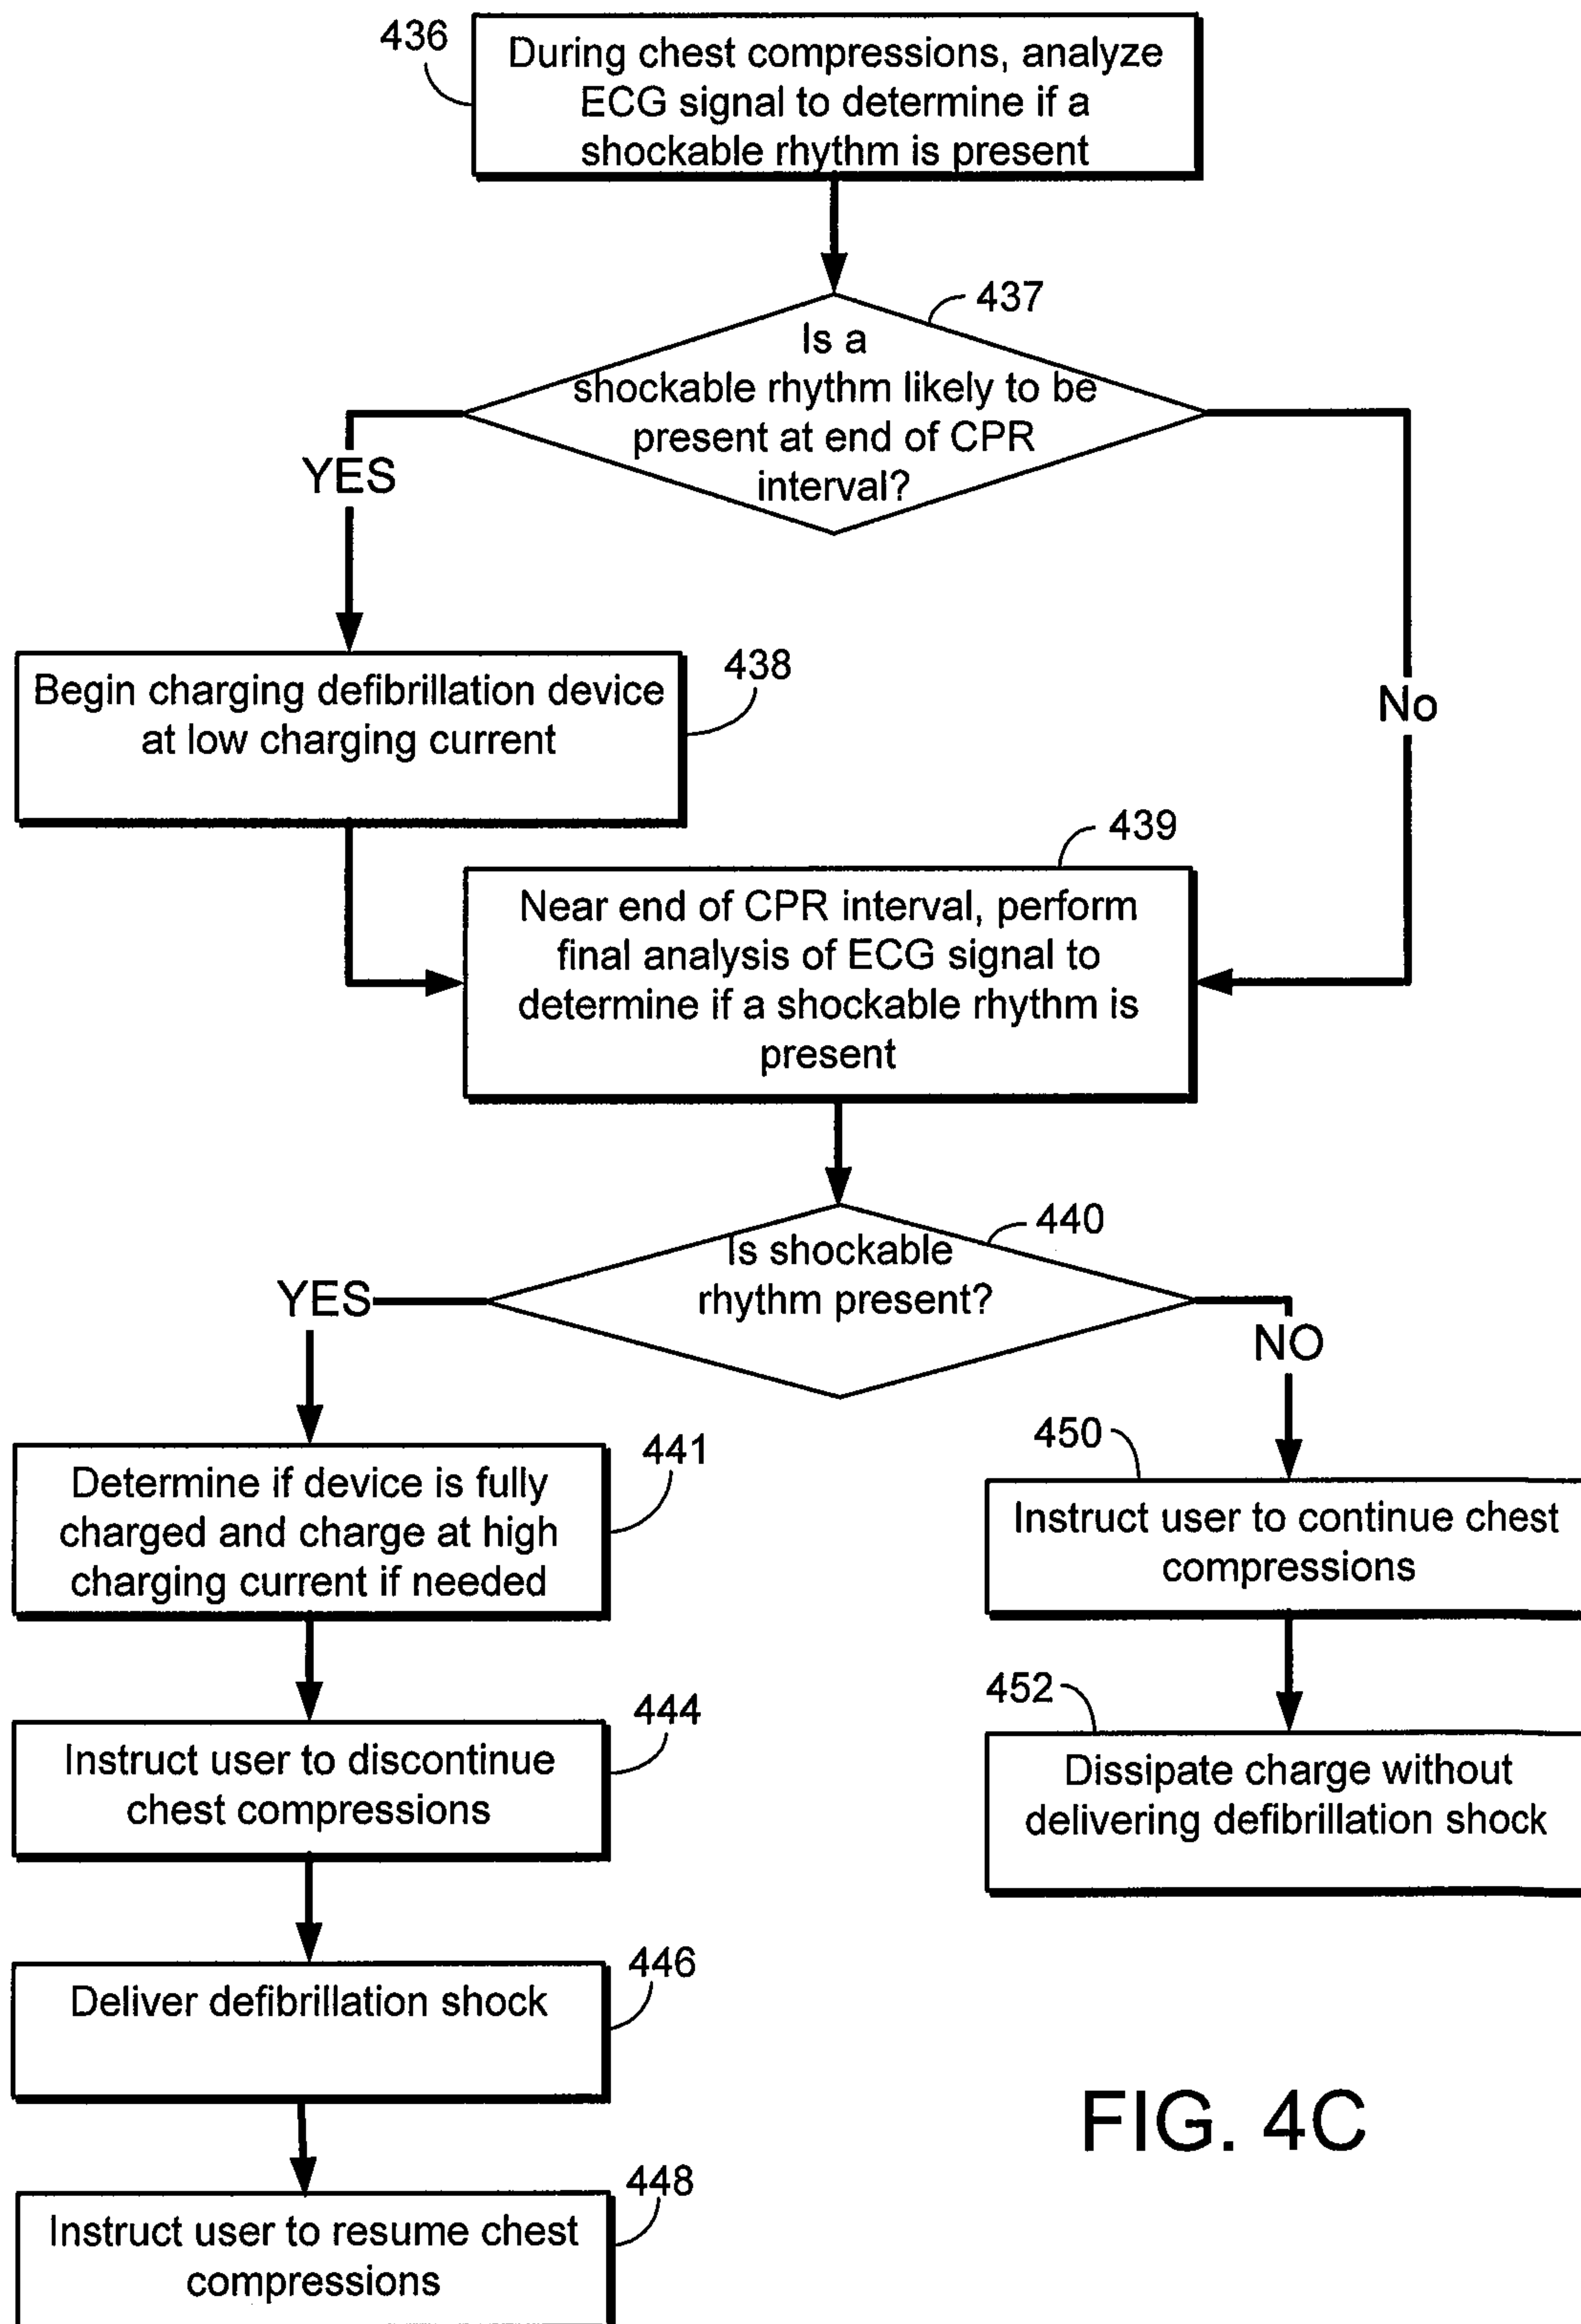 436
During chest compressions, analyze
ECG signal to determine if a
shockable rhythm is present
437
Is a
shockable rhythm likely to be
present at end of CPR
interval?
YES
No
438
Begin charging defibrillation device
at low charging current
439
Near end of CPR interval, perform
final analysis of ECG signal to
determine if a shockable rhythm is
present
440
Is shockable
rhythm present?
YES
NO
441
Determine if device is fully
charged and charge at high
charging current if needed
450
Instruct user to continue chest
compressions
444
Instruct user to discontinue
chest compressions
452
Dissipate charge without
delivering defibrillation shock
446
Deliver defibrillation shock
448
Instruct user to resume chest
compressions
FIG. 4C